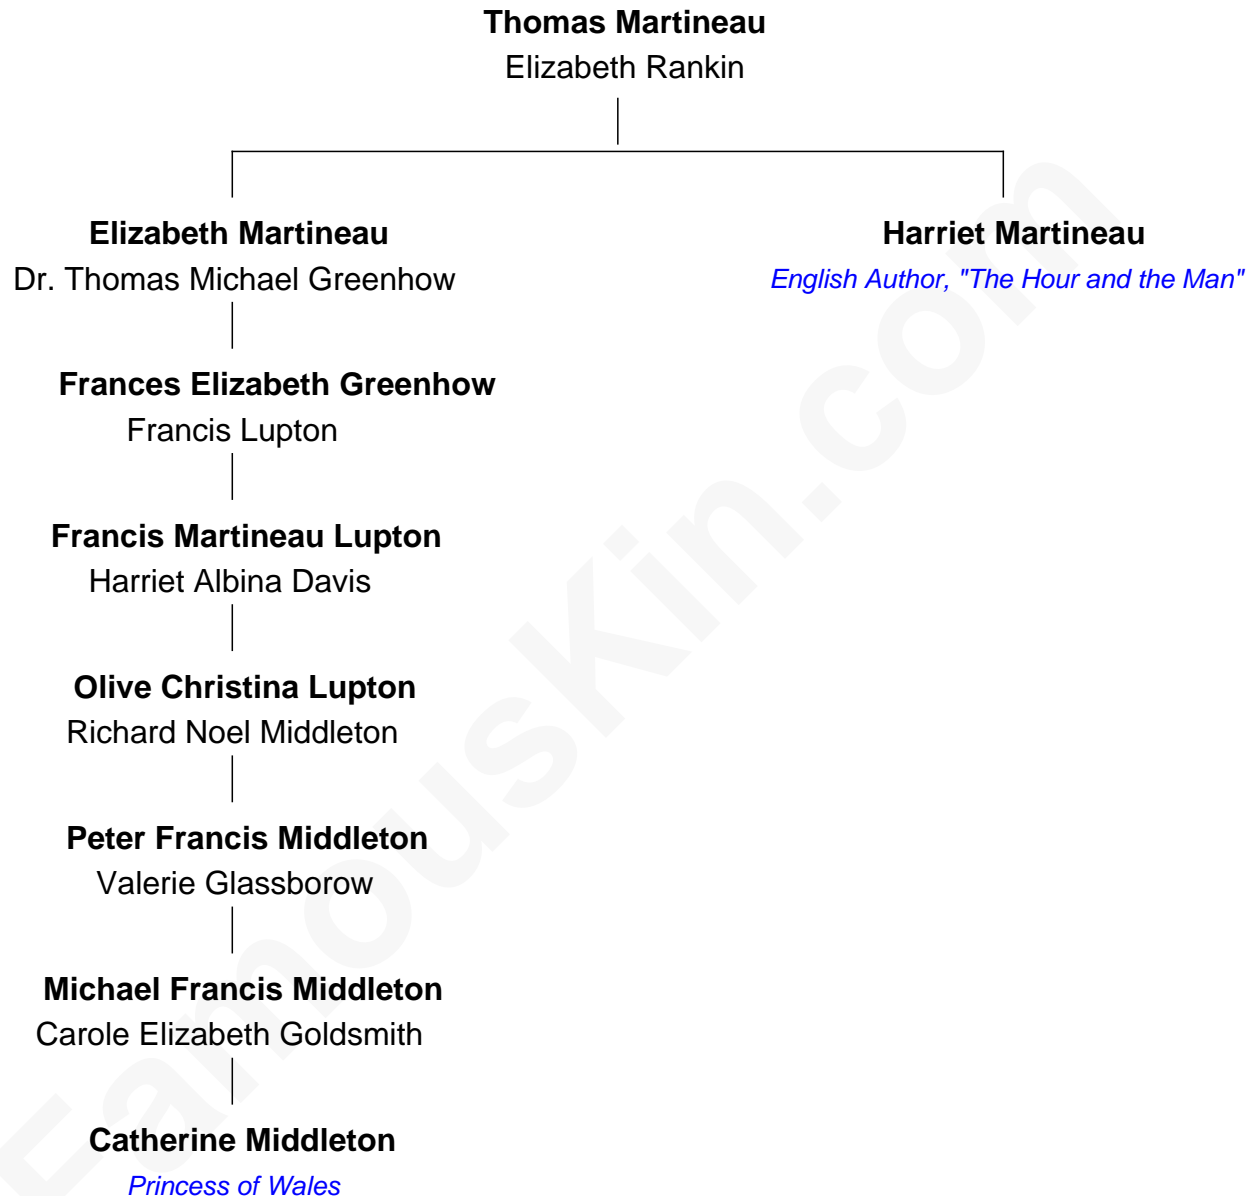 Thomas Martineau
Elizabeth Rankin
Elizabeth Martineau
Dr. Thomas Michael Greenhow
Harriet Martineau
English Author, "The Hour and the Man"
Frances Elizabeth Greenhow
Francis Lupton
Francis Martineau Lupton
Harriet Albina Davis
Olive Christina Lupton
Richard Noel Middleton
Peter Francis Middleton
Valerie Glassborow
Michael Francis Middleton
Carole Elizabeth Goldsmith
Catherine Middleton
Princess of Wales
FamousKin.com